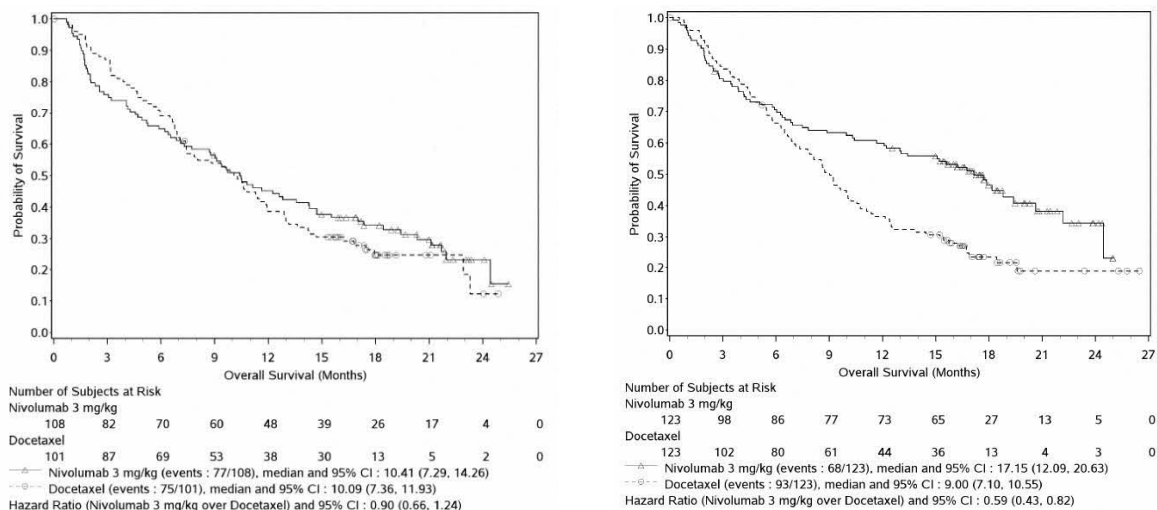 1.0
0.9
0.8
0.7
0.6
0.5
0.4
0.3
0.2
0.1
0.0
Probability of Survival
0 3 6 9 12 15 18 21 24 27
Overall Survival (Months)
Number of Subjects at Risk
Nivolumab 3 mg/kg
108 82 70 60 48 39 26 17 4 0
Docetaxel
101 87 69 53 38 30 13 5 2 0
Nivolumab 3 mg/kg (events : 77/108), median and 95% CI : 10.41 (7.29, 14.26)
Docetaxel (events : 75/101), median and 95% CI : 10.09 (7.36, 11.93)
Hazard Ratio (Nivolumab 3 mg/kg over Docetaxel) and 95% CI : 0.90 (0.66, 1.24)
1.0
0.9
0.8
0.7
0.6
0.5
0.4
0.3
0.2
0.1
0.0
Probability of Survival
0 3 6 9 12 15 18 21 24 27
Overall Survival (Months)
Number of Subjects at Risk
Nivolumab 3 mg/kg
123 98 86 77 73 65 27 13 5 0
Docetaxel
123 102 80 61 44 36 13 4 3 0
Nivolumab 3 mg/kg (events : 68/123), median and 95% CI : 17.15 (12.09, 20.63)
Docetaxel (events : 93/123), median and 95% CI : 9.00 (7.10, 10.55)
Hazard Ratio (Nivolumab 3 mg/kg over Docetaxel) and 95% CI : 0.59 (0.43, 0.82)